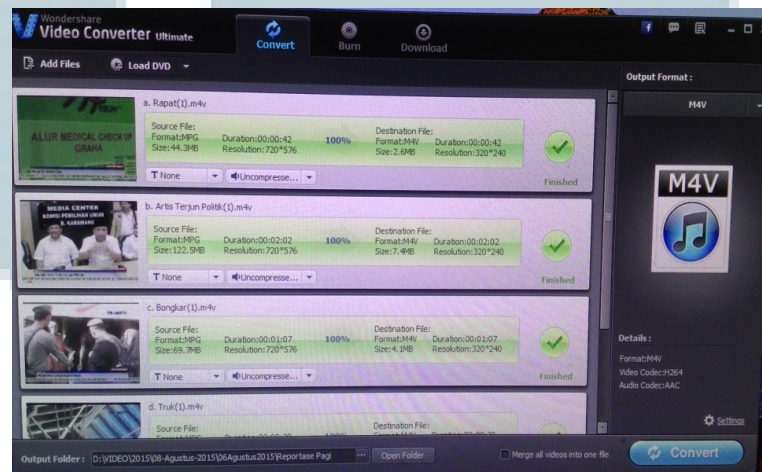 Wondershare
Video Converter Ultimate
Convert
Burn
Download
Add Files
Load DVD
Output Format :
M4V
a. Rapat(1).m4v
ALUR MEDICAL CHECK UP
GRAHA
Source File:
Format:MPG Duration:00:00:42
Size:44.3MB Resolution:720*576
100%
Destination File:
Format:M4V Duration:00:00:42
Size:2.6MB Resolution:320*240
T None
Uncompresse...
Finished
b. Artis Terjun Politik(1).m4v
MEDIA CENTER
KOMISI PEMILIHAN UMUM
Source File:
Format:MPG Duration:00:02:02
Size:122.5MB Resolution:720*576
100%
Destination File:
Format:M4V Duration:00:02:02
Size:7.4MB Resolution:320*240
T None
Uncompresse...
Finished
c. Bongkar(1).m4v
Source File:
Format:MPG Duration:00:01:07
Size:69.7MB Resolution:720*576
100%
Destination File:
Format:M4V Duration:00:01:07
Size:4.1MB Resolution:320*240
T None
Uncompresse...
Finished
d. Truk(1).m4v
Source File:
Destination File:
M4V
Details :
Format:M4V
Video Codec:H264
Audio Codec:AAC
Settings
Output Folder : D:\VIDEO\2015\08-Agustus-2015\06Agustus2015\Reportase Pagi
... Open Folder
Merge all videos into one file
Convert